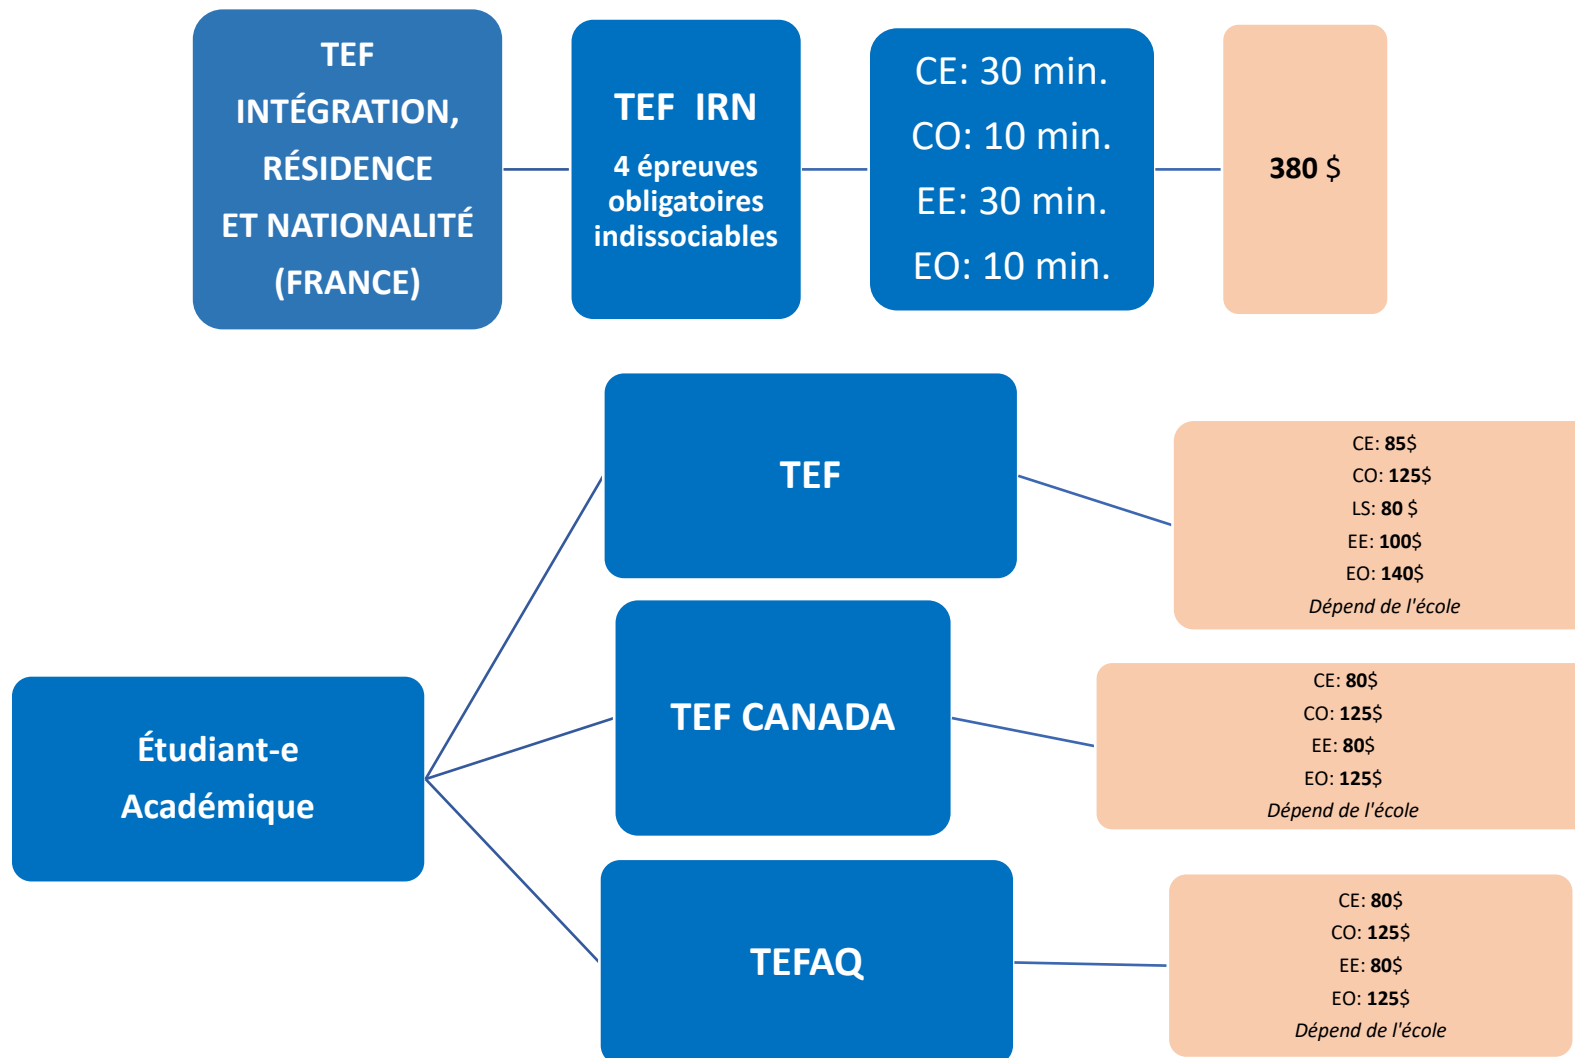 TEF
INTÉGRATION,
RÉSIDENCE
ET NATIONALITÉ
(FRANCE)
TEF IRN
4 épreuves
obligatoires
indissociables
CE: 30 min.
CO: 10 min.
EE: 30 min.
EO: 10 min.
380 $
Étudiant-e
Académique
TEF
CE: 85$
CO: 125$
LS: 80 $
EE: 100$
EO: 140$
Dépend de l'école
TEF CANADA
CE: 80$
CO: 125$
EE: 80$
EO: 125$
Dépend de l'école
TEFAQ
CE: 80$
CO: 125$
EE: 80$
EO: 125$
Dépend de l'école